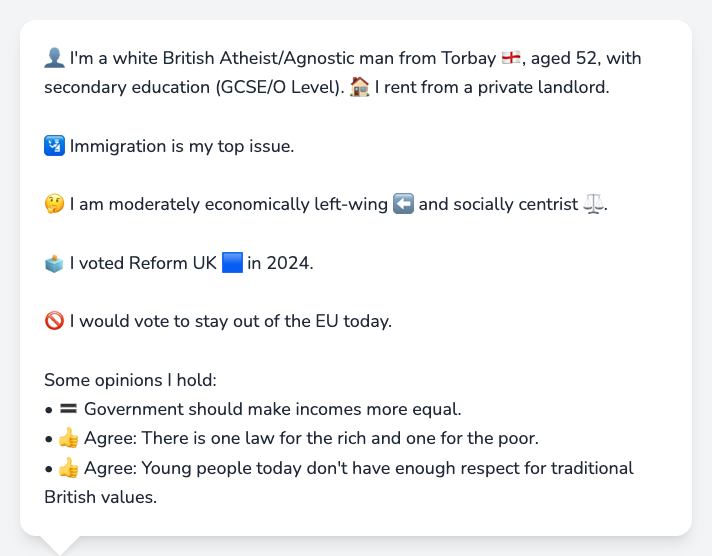 👤 I'm a white British Atheist/Agnostic man from Torbay 🏴󠁧󠁢󠁥󠁮󠁧󠁿, aged 52, with
secondary education (GCSE/O Level). 🏠 I rent from a private landlord.
🛂 Immigration is my top issue.
🤔 I am moderately economically left-wing ⬅️ and socially centrist ⚖️.
🗳️ I voted Reform UK 🟦 in 2024.
🚫 I would vote to stay out of the EU today.
Some opinions I hold:
• 🟰 Government should make incomes more equal.
• 👍 Agree: There is one law for the rich and one for the poor.
• 👍 Agree: Young people today don't have enough respect for traditional
British values.